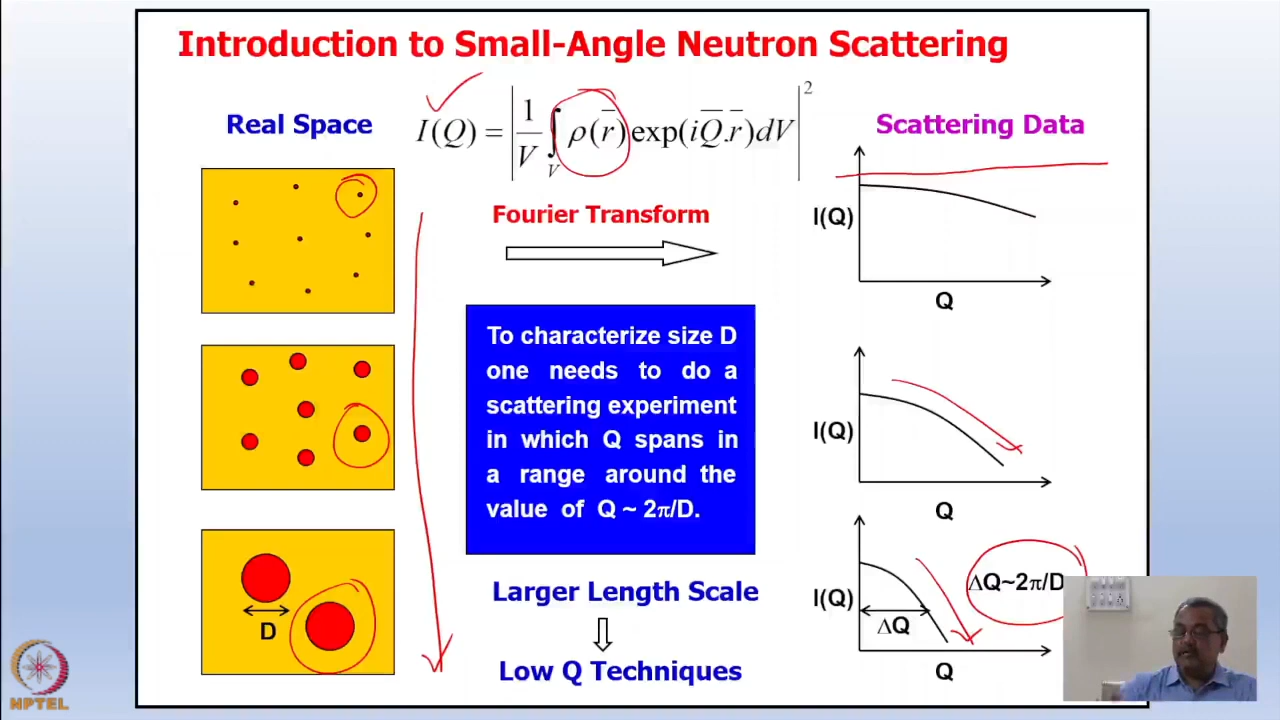 Introduction to Small-Angle Neutron Scattering
Real Space
I(Q) = | 1/V ∫_V ρ(r̅) exp(iQ̅.r̅)dV |²
Scattering Data
Fourier Transform
I(Q)
Q
To characterize size D
one needs to do a
scattering experiment
in which Q spans in
a range around the
value of Q ~ 2π/D.
I(Q)
Q
D
Larger Length Scale
Low Q Techniques
I(Q)
ΔQ
ΔQ~2π/D
Q
NPTEL